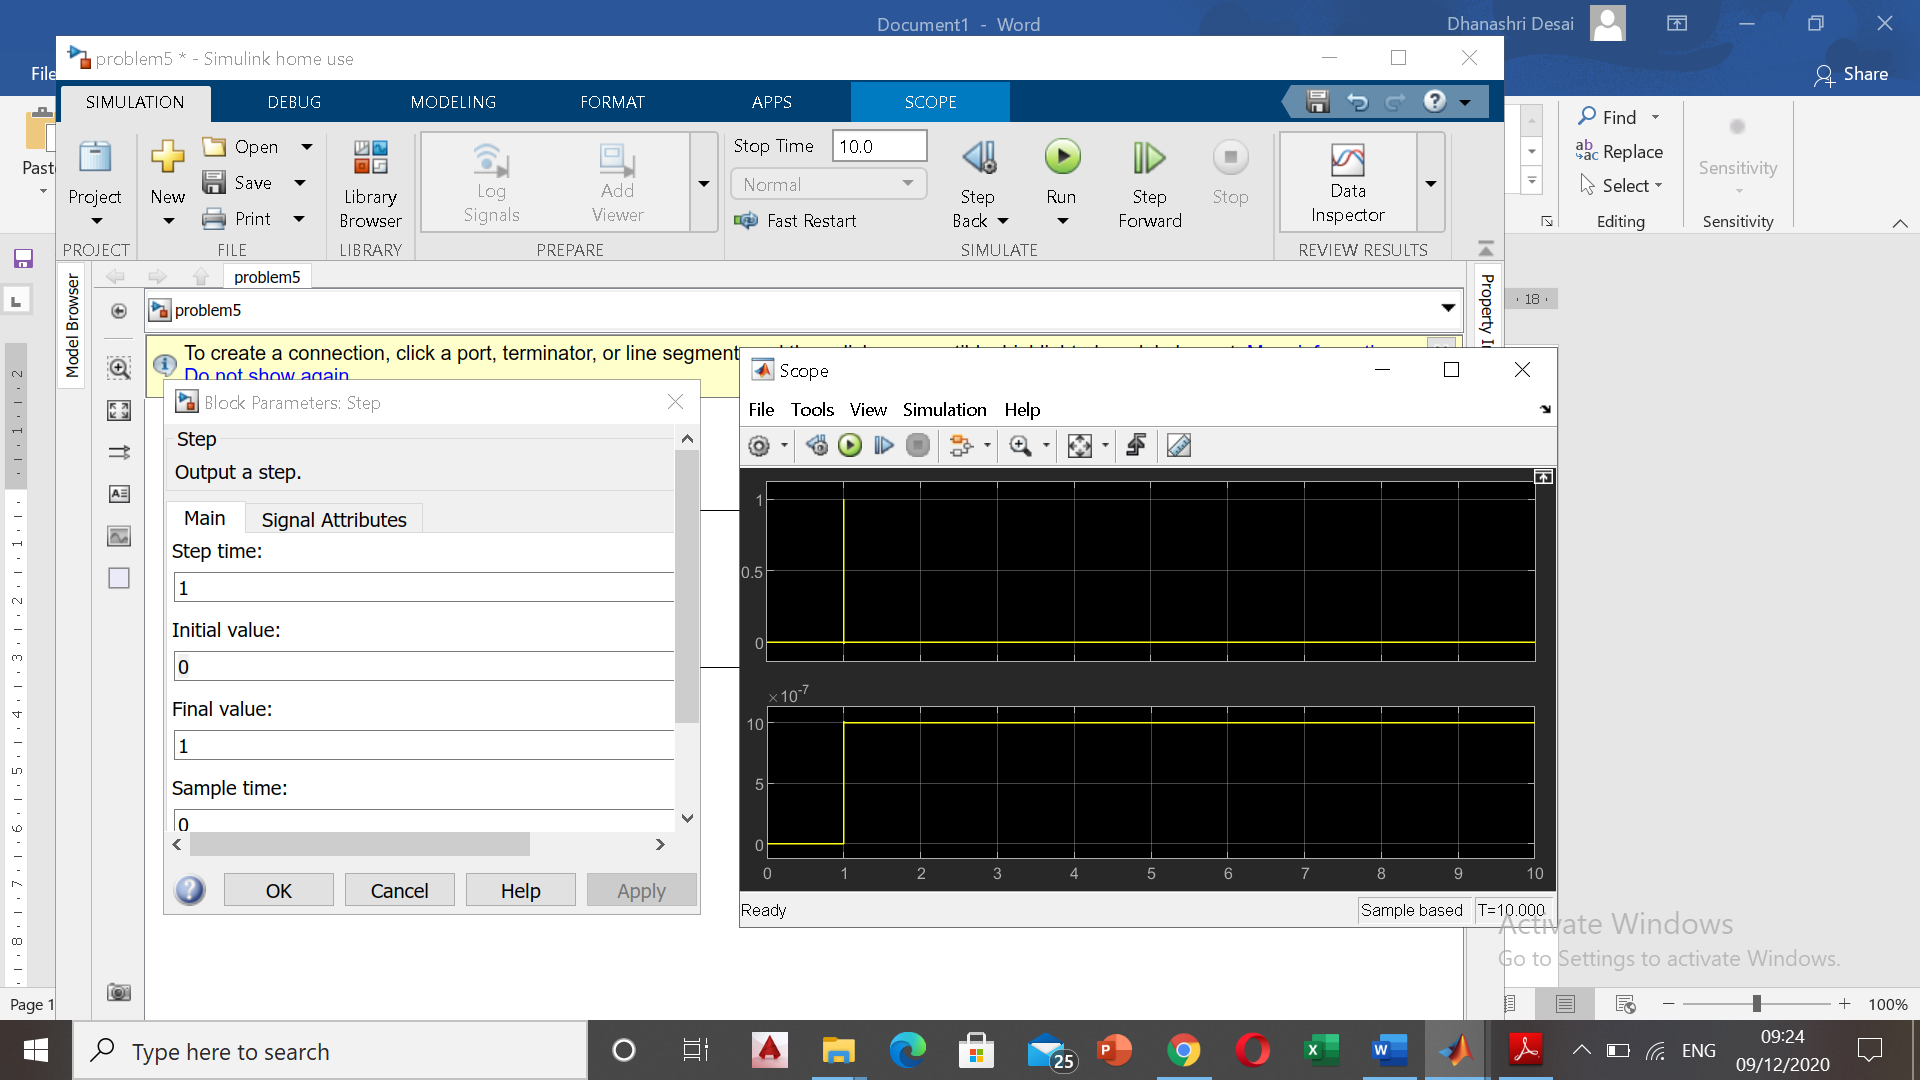 Document1 - Word
Dhanashri Desai
problem5 * - Simulink home use
File
Share
SIMULATION
DEBUG
MODELING
FORMAT
APPS
SCOPE
Project
New
Open
Save
Print
Library
Browser
Log
Signals
Add
Viewer
Stop Time
10.0
Normal
Fast Restart
Step
Back
Run
Step
Forward
Stop
Data
Inspector
PROJECT
FILE
LIBRARY
PREPARE
SIMULATE
REVIEW RESULTS
Find
Replace
Select
Editing
Sensitivity
Sensitivity
problem5
Model Browser
problem5
To create a connection, click a port, terminator, or line segment
Do not show again
Property
18
Block Parameters: Step
Step
Output a step.
Main
Signal Attributes
Step time:
1
Initial value:
0
Final value:
1
Sample time:
0
OK
Cancel
Help
Apply
Scope
File Tools View Simulation Help
1
0.5
0
×10-7
10
5
0
0 1 2 3 4 5 6 7 8 9 10
Ready
Sample based
T=10.000
Activate Windows
Go to Settings to activate Windows.
Page 1
100%
Type here to search
25
ENG
09:24
09/12/2020